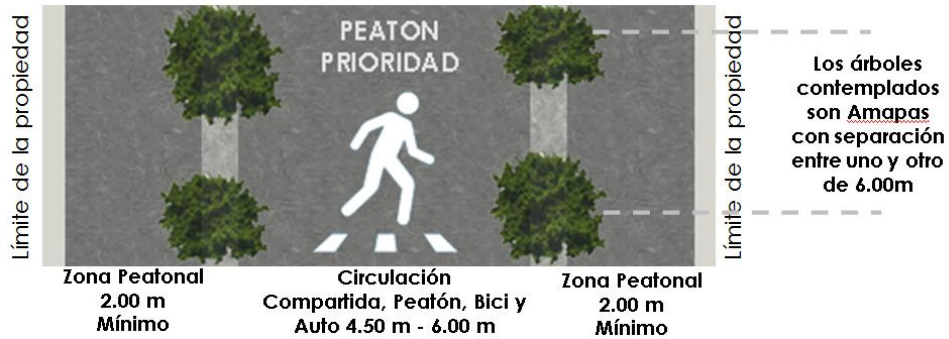 Límite de la propiedad
PEATON
PRIORIDAD
Límite de la propiedad
Los árboles
contemplados
son Amapas
con separación
entre uno y otro
de 6.00m
Zona Peatonal
2.00 m
Mínimo
Circulación
Compartida, Peatón, Bici y
Auto 4.50 m - 6.00 m
Zona Peatonal
2.00 m
Mínimo